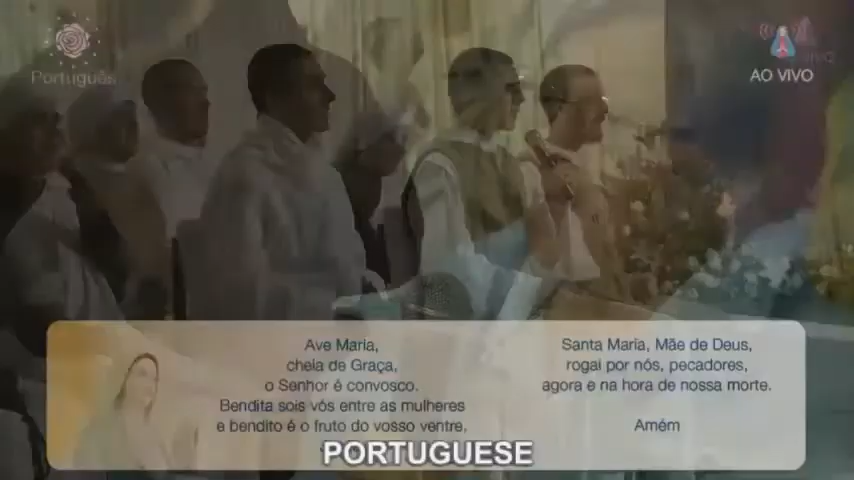 Português
AO VIVO
Ave Maria,
cheia de Graça,
o Senhor é convosco.
Bendita sois vós entre as mulheres
e bendito é o fruto do vosso ventre,
Santa Maria, Mãe de Deus,
rogai por nós, pecadores,
agora e na hora de nossa morte.
Amém
PORTUGUESE